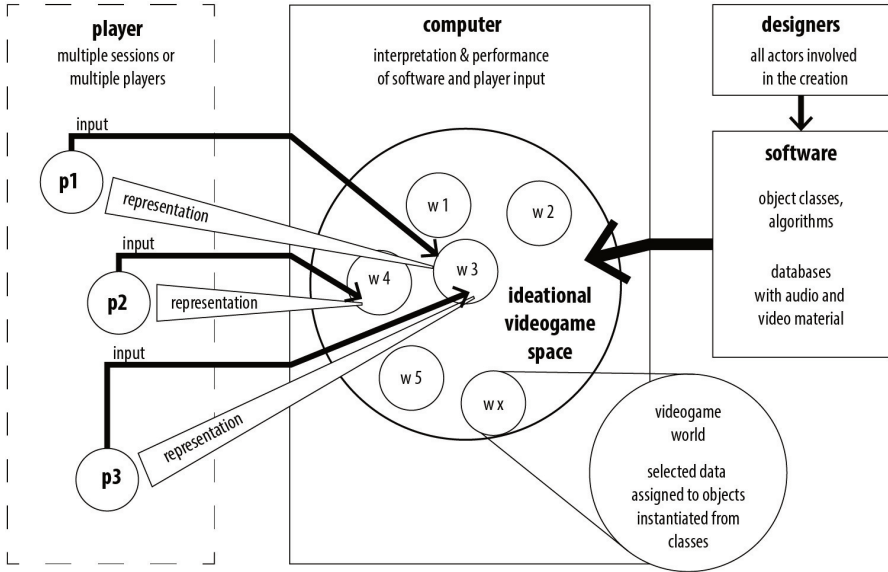 player
multiple sessions or
multiple players
input
p1
representation
input
p2
representation
input
p3
representation
computer
interpretation & performance
of software and player input
w 1
w 2
w 3
w 4
ideational
videogame
space
w 5
w x
designers
all actors involved
in the creation
software
object classes,
algorithms
databases
with audio and
video material
videogame
world
selected data
assigned to objects
instantiated from
classes